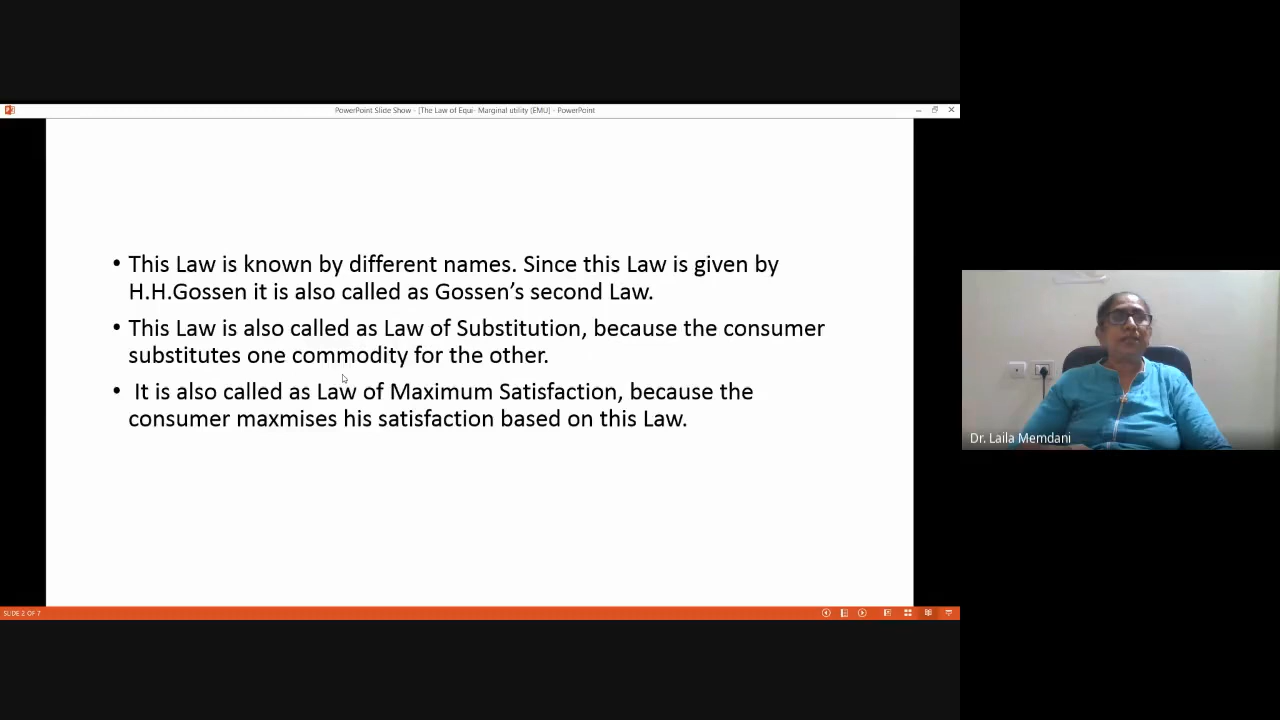 PowerPoint Slide Show - [The Law of Equi- Marginal utility (EMU] - PowerPoint
• This Law is known by different names. Since this Law is given by
H.H.Gossen it is also called as Gossen’s second Law.
• This Law is also called as Law of Substitution, because the consumer
substitutes one commodity for the other.
• It is also called as Law of Maximum Satisfaction, because the
consumer maxmises his satisfaction based on this Law.
Dr. Laila Memdani
SLIDE 2 OF 7